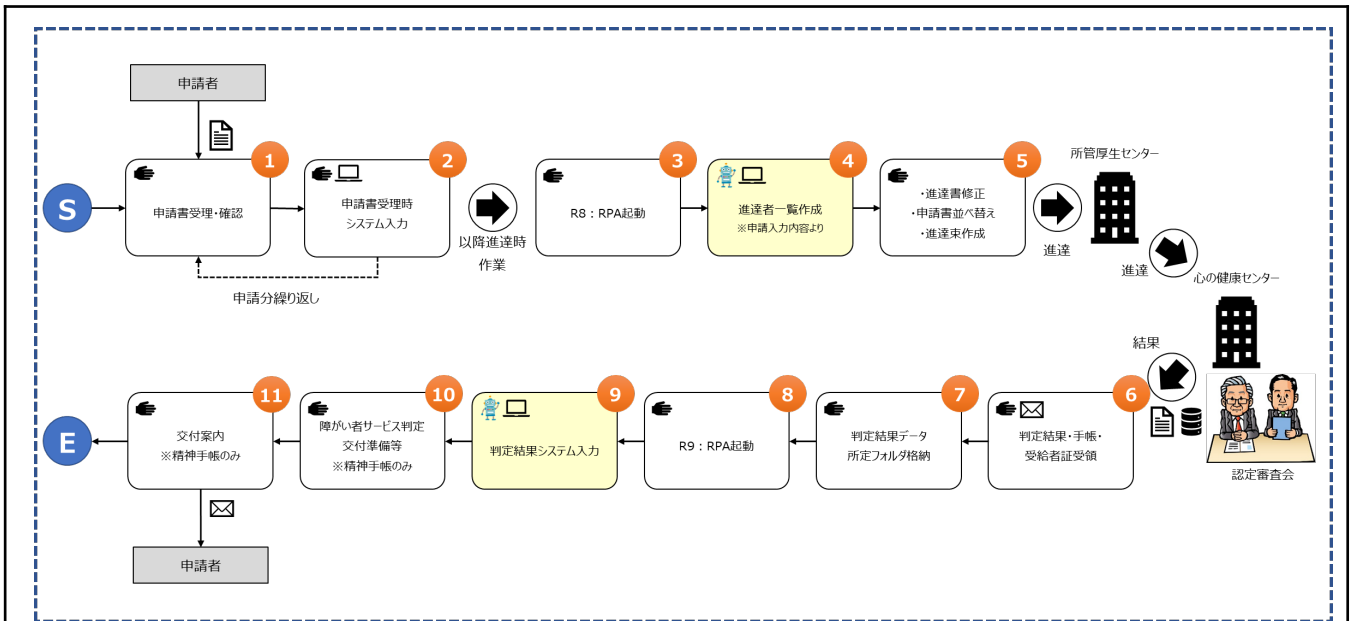 申請者
S
1
申請書受理・確認
2
申請書受理時
システム入力
申請分繰り返し
以降進達時
作業
3
R8：RPA起動
4
進達者一覧作成
※申請入力内容より
5
・進達書修正
・申請書並べ替え
・進達束作成
進達
所管厚生センター
進達
心の健康センター
認定審査会
結果
6
判定結果・手帳・
受給者証受領
7
判定結果データ
所定フォルダ格納
8
R9：RPA起動
9
判定結果システム入力
10
障がい者サービス判定
交付準備等
※精神手帳のみ
11
交付案内
※精神手帳のみ
E
申請者